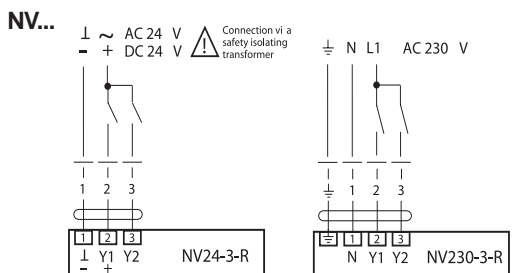 NV...
⊥ ~ AC 24 V
– + DC 24 V
Connection vi a
safety isolating
transformer
⏚ N L1 AC 230 V
1 2 3
⏚ 1 2 3
1 2 3
⊥ Y1 Y2 NV24-3-R
– +
⏚ 1 2 3
N Y1 Y2 NV230-3-R